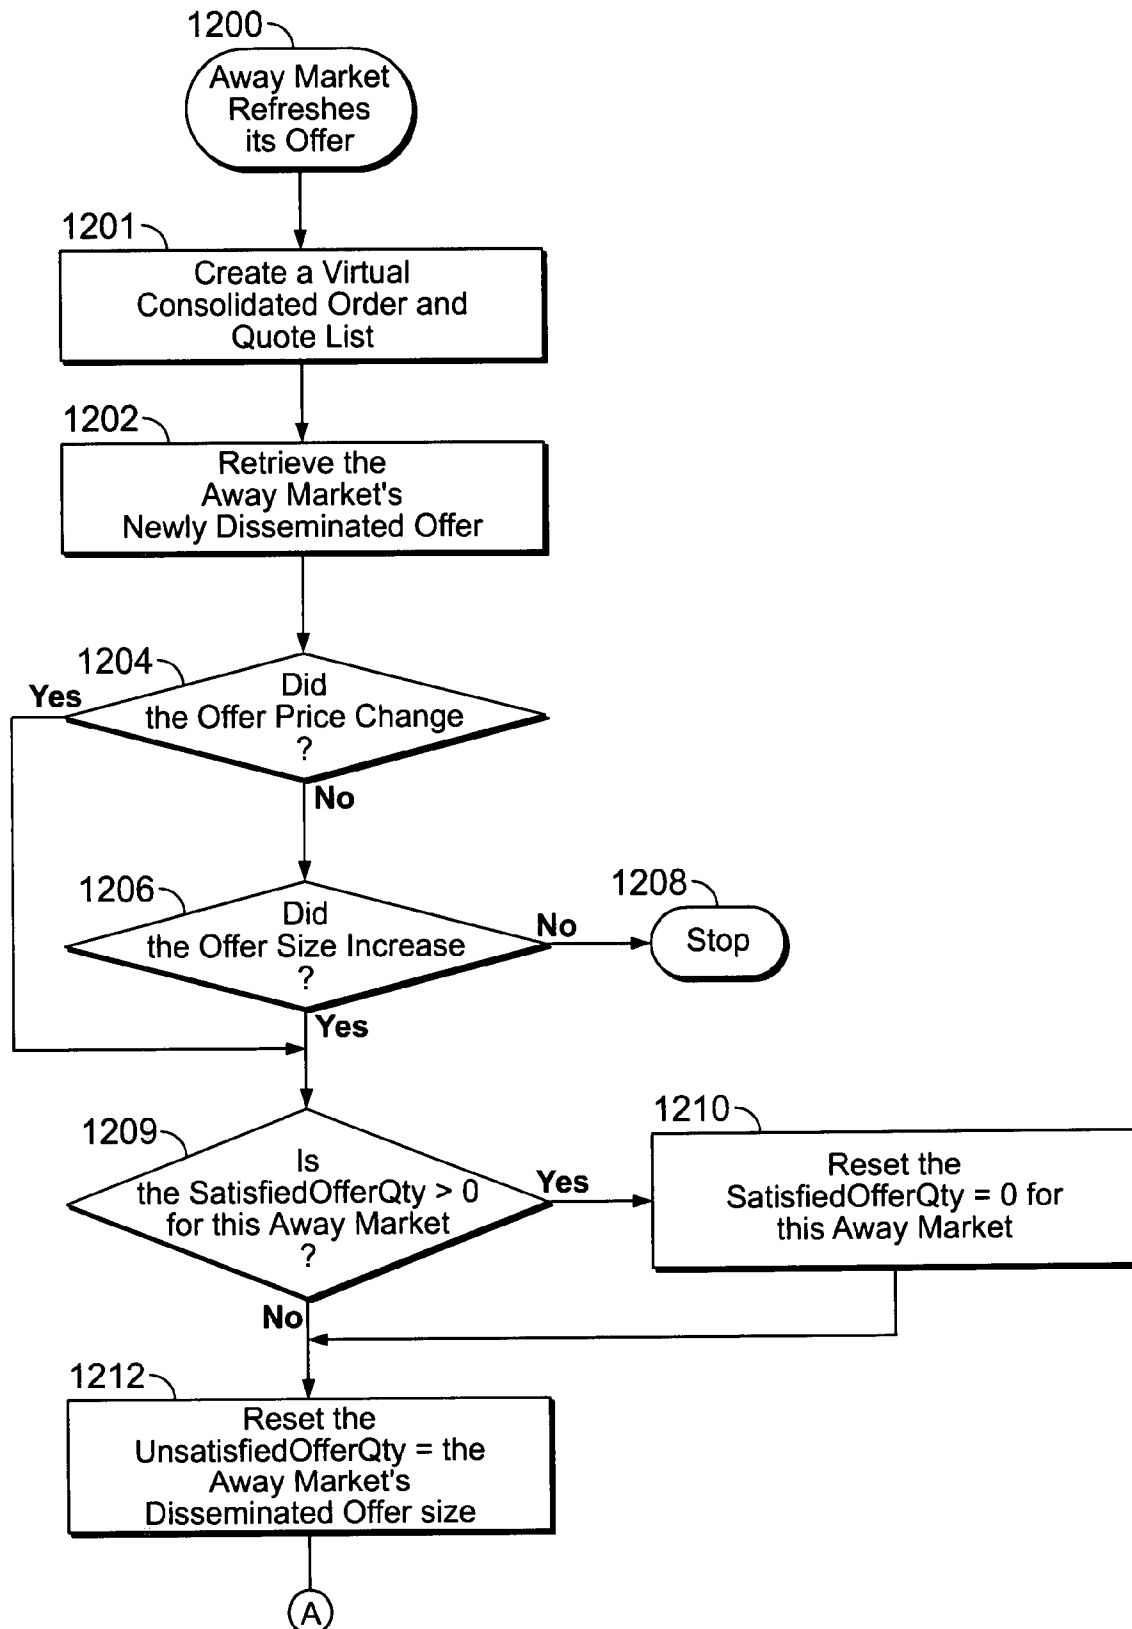 1200
Away Market
Refreshes
its Offer
1201
Create a Virtual
Consolidated Order and
Quote List
1202
Retrieve the
Away Market's
Newly Disseminated Offer
1204
Yes
Did
the Offer Price Change
?
No
1206
Did
the Offer Size Increase
?
No
1208
Stop
Yes
1209
Is
the SatisfiedOfferQty > 0
for this Away Market
?
Yes
1210
Reset the
SatisfiedOfferQty = 0 for
this Away Market
No
1212
Reset the
UnsatisfiedOfferQty = the
Away Market's
Disseminated Offer size
A